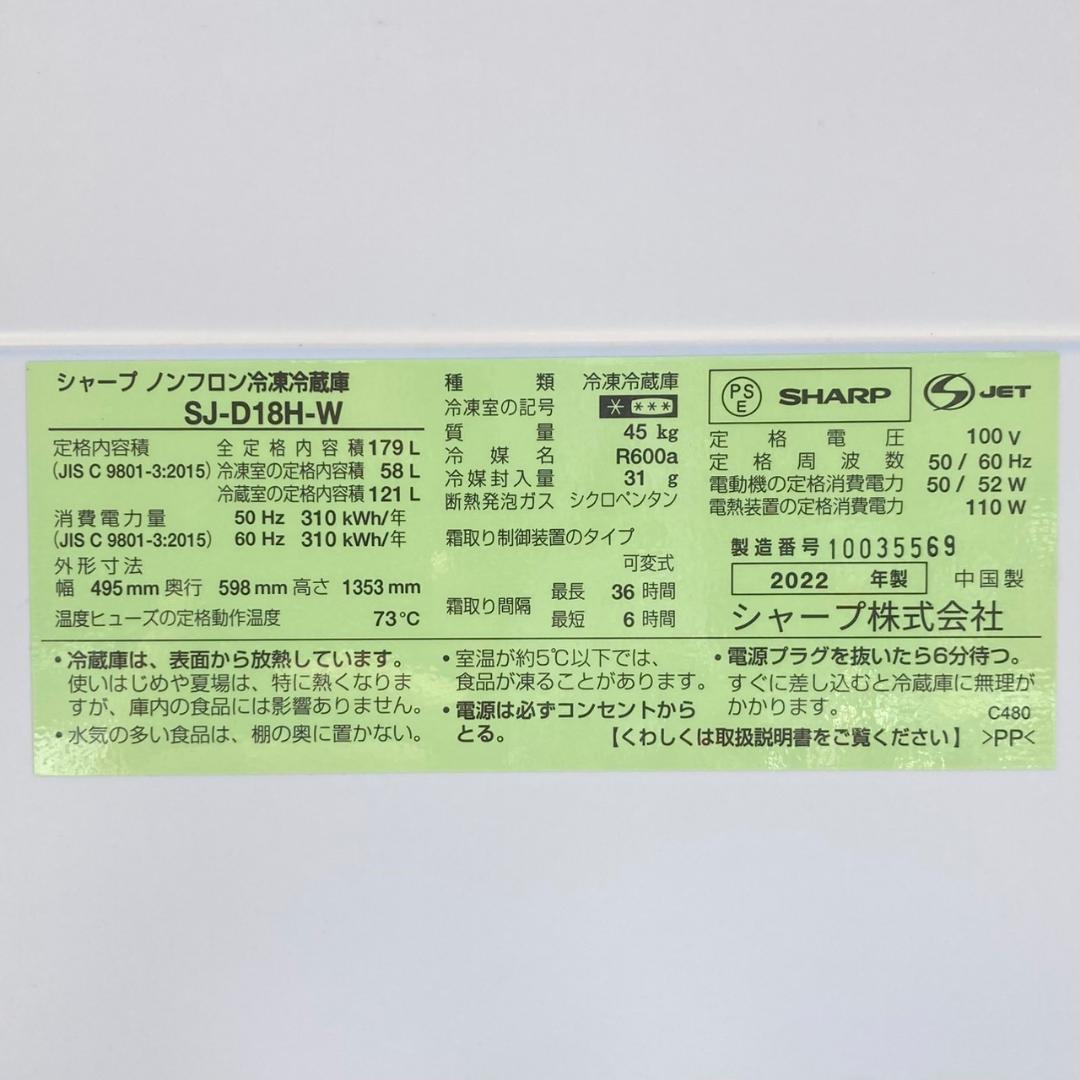 シャープ ノンフロン冷凍冷蔵庫
SJ-D18H-W
定格内容積 全定格内容積 179 L
(JIS C 9801-3:2015) 冷凍室の定格内容積 58 L
冷蔵室の定格内容積 121 L
消費電力量 50 Hz 310 kWh/年
(JIS C 9801-3:2015) 60 Hz 310 kWh/年
外形寸法
幅 495 mm 奥行 598 mm 高さ 1353 mm
温度ヒューズの定格動作温度 73℃
種類 冷凍冷蔵庫
冷凍室の記号 * ***
質量 45 kg
冷媒名 R600a
冷媒封入量 31 g
断熱発泡ガス シクロペンタン
霜取り制御装置のタイプ
可変式
霜取り間隔 最長 36 時間
最短 6 時間
PSE SHARP JET
定格電圧 100 V
定格周波数 50 / 60 Hz
電動機の定格消費電力 50 / 52 W
電熱装置の定格消費電力 110 W
製造番号 10035569
2022 年製 中国製
シャープ株式会社
・冷蔵庫は、表面から放熱しています。
使いはじめや夏場は、特に熱くなりま
すが、庫内の食品には影響ありません。
・水気の多い食品は、棚の奥に置かない。
・室温が約5℃以下では、
食品が凍ることがあります。
・電源は必ずコンセントから
とる。
・電源プラグを抜いたら6分待つ。
すぐに差し込むと冷蔵庫に無理が
かかります。 C480
【くわしくは取扱説明書をご覧ください】 >PP<